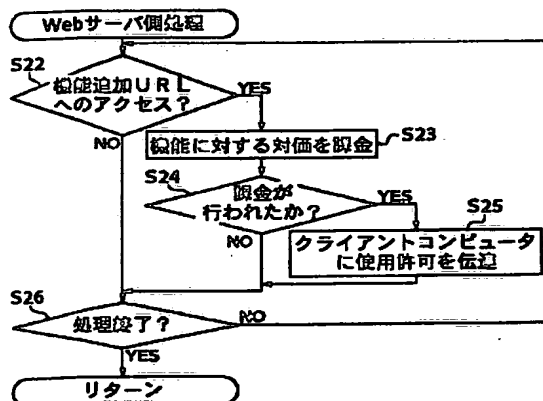 Webサーバ側処理
S22
機能追加URL
へのアクセス?
YES
NO
S23
機能に対する対価を課金
S24
課金が
行われたか?
YES
NO
S25
クライアントコンピュータ
に使用許可を伝達
S26
処理終了?
NO
YES
リターン